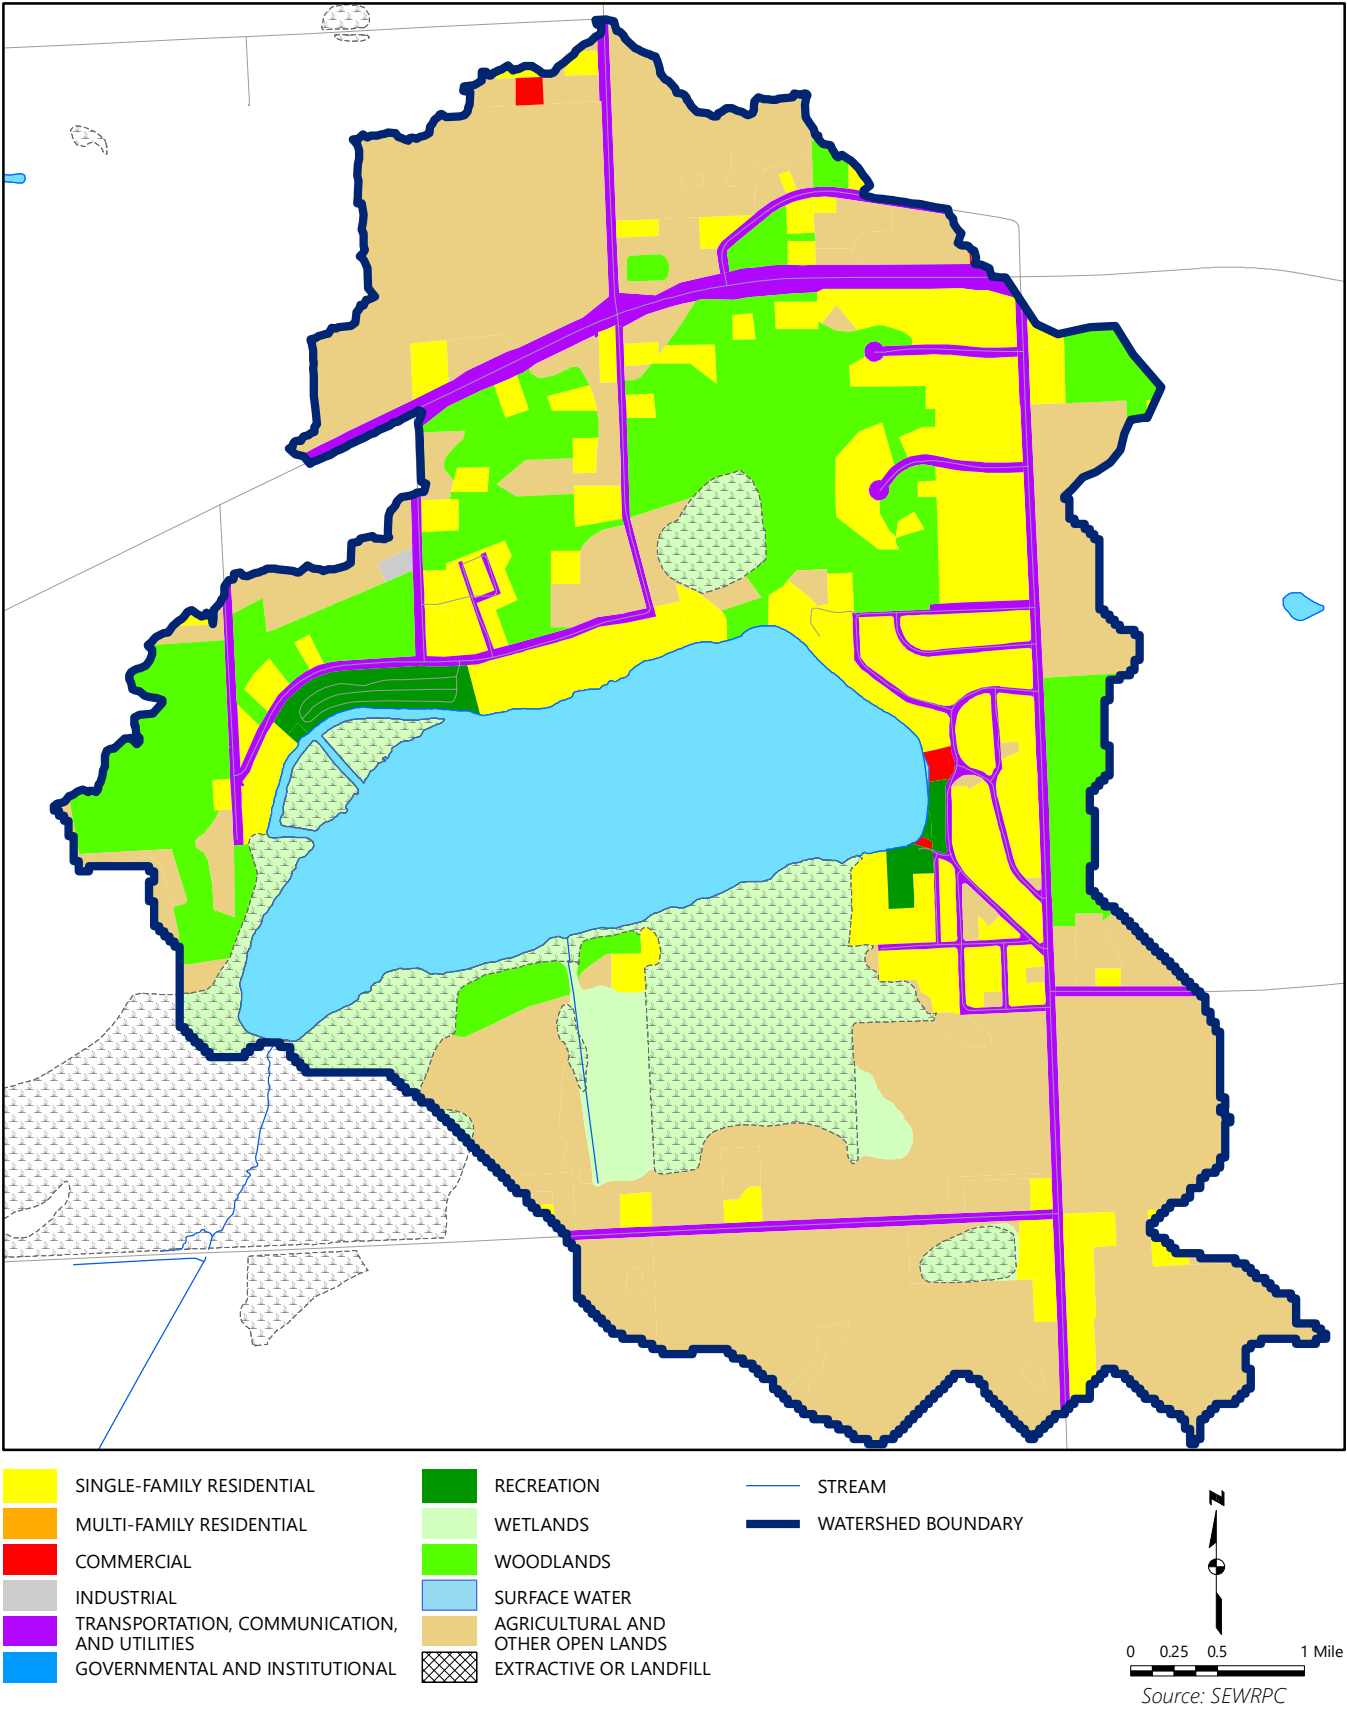 SINGLE-FAMILY RESIDENTIAL
MULTI-FAMILY RESIDENTIAL
COMMERCIAL
INDUSTRIAL
TRANSPORTATION, COMMUNICATION,
AND UTILITIES
GOVERNMENTAL AND INSTITUTIONAL
RECREATION
WETLANDS
WOODLANDS
SURFACE WATER
AGRICULTURAL AND
OTHER OPEN LANDS
EXTRACTIVE OR LANDFILL
STREAM
WATERSHED BOUNDARY
N
0 0.25 0.5 1 Mile
Source: SEWRPC